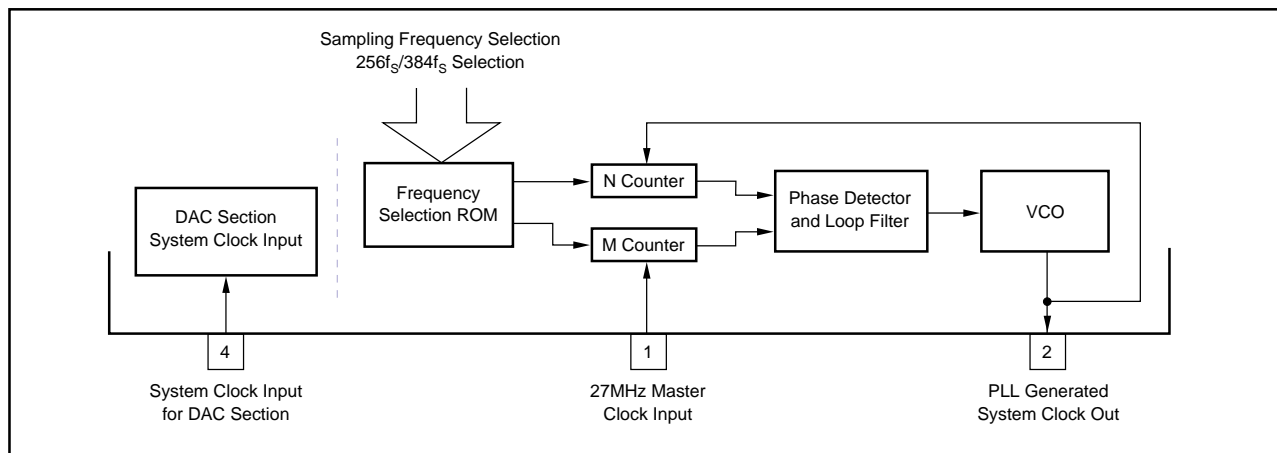 Sampling Frequency Selection
256fS/384fS Selection
Frequency
Selection ROM
N Counter
M Counter
Phase Detector
and Loop Filter
VCO
DAC Section
System Clock Input
4
1
2
System Clock Input
for DAC Section
27MHz Master
Clock Input
PLL Generated
System Clock Out